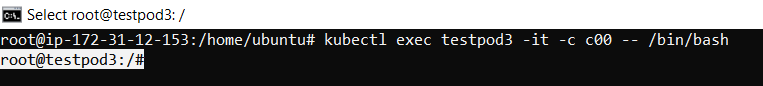 Select root@testpod3: /
root@ip-172-31-12-153:/home/ubuntu# kubectl exec testpod3 -it -c c00 -- /bin/bash
root@testpod3:/#